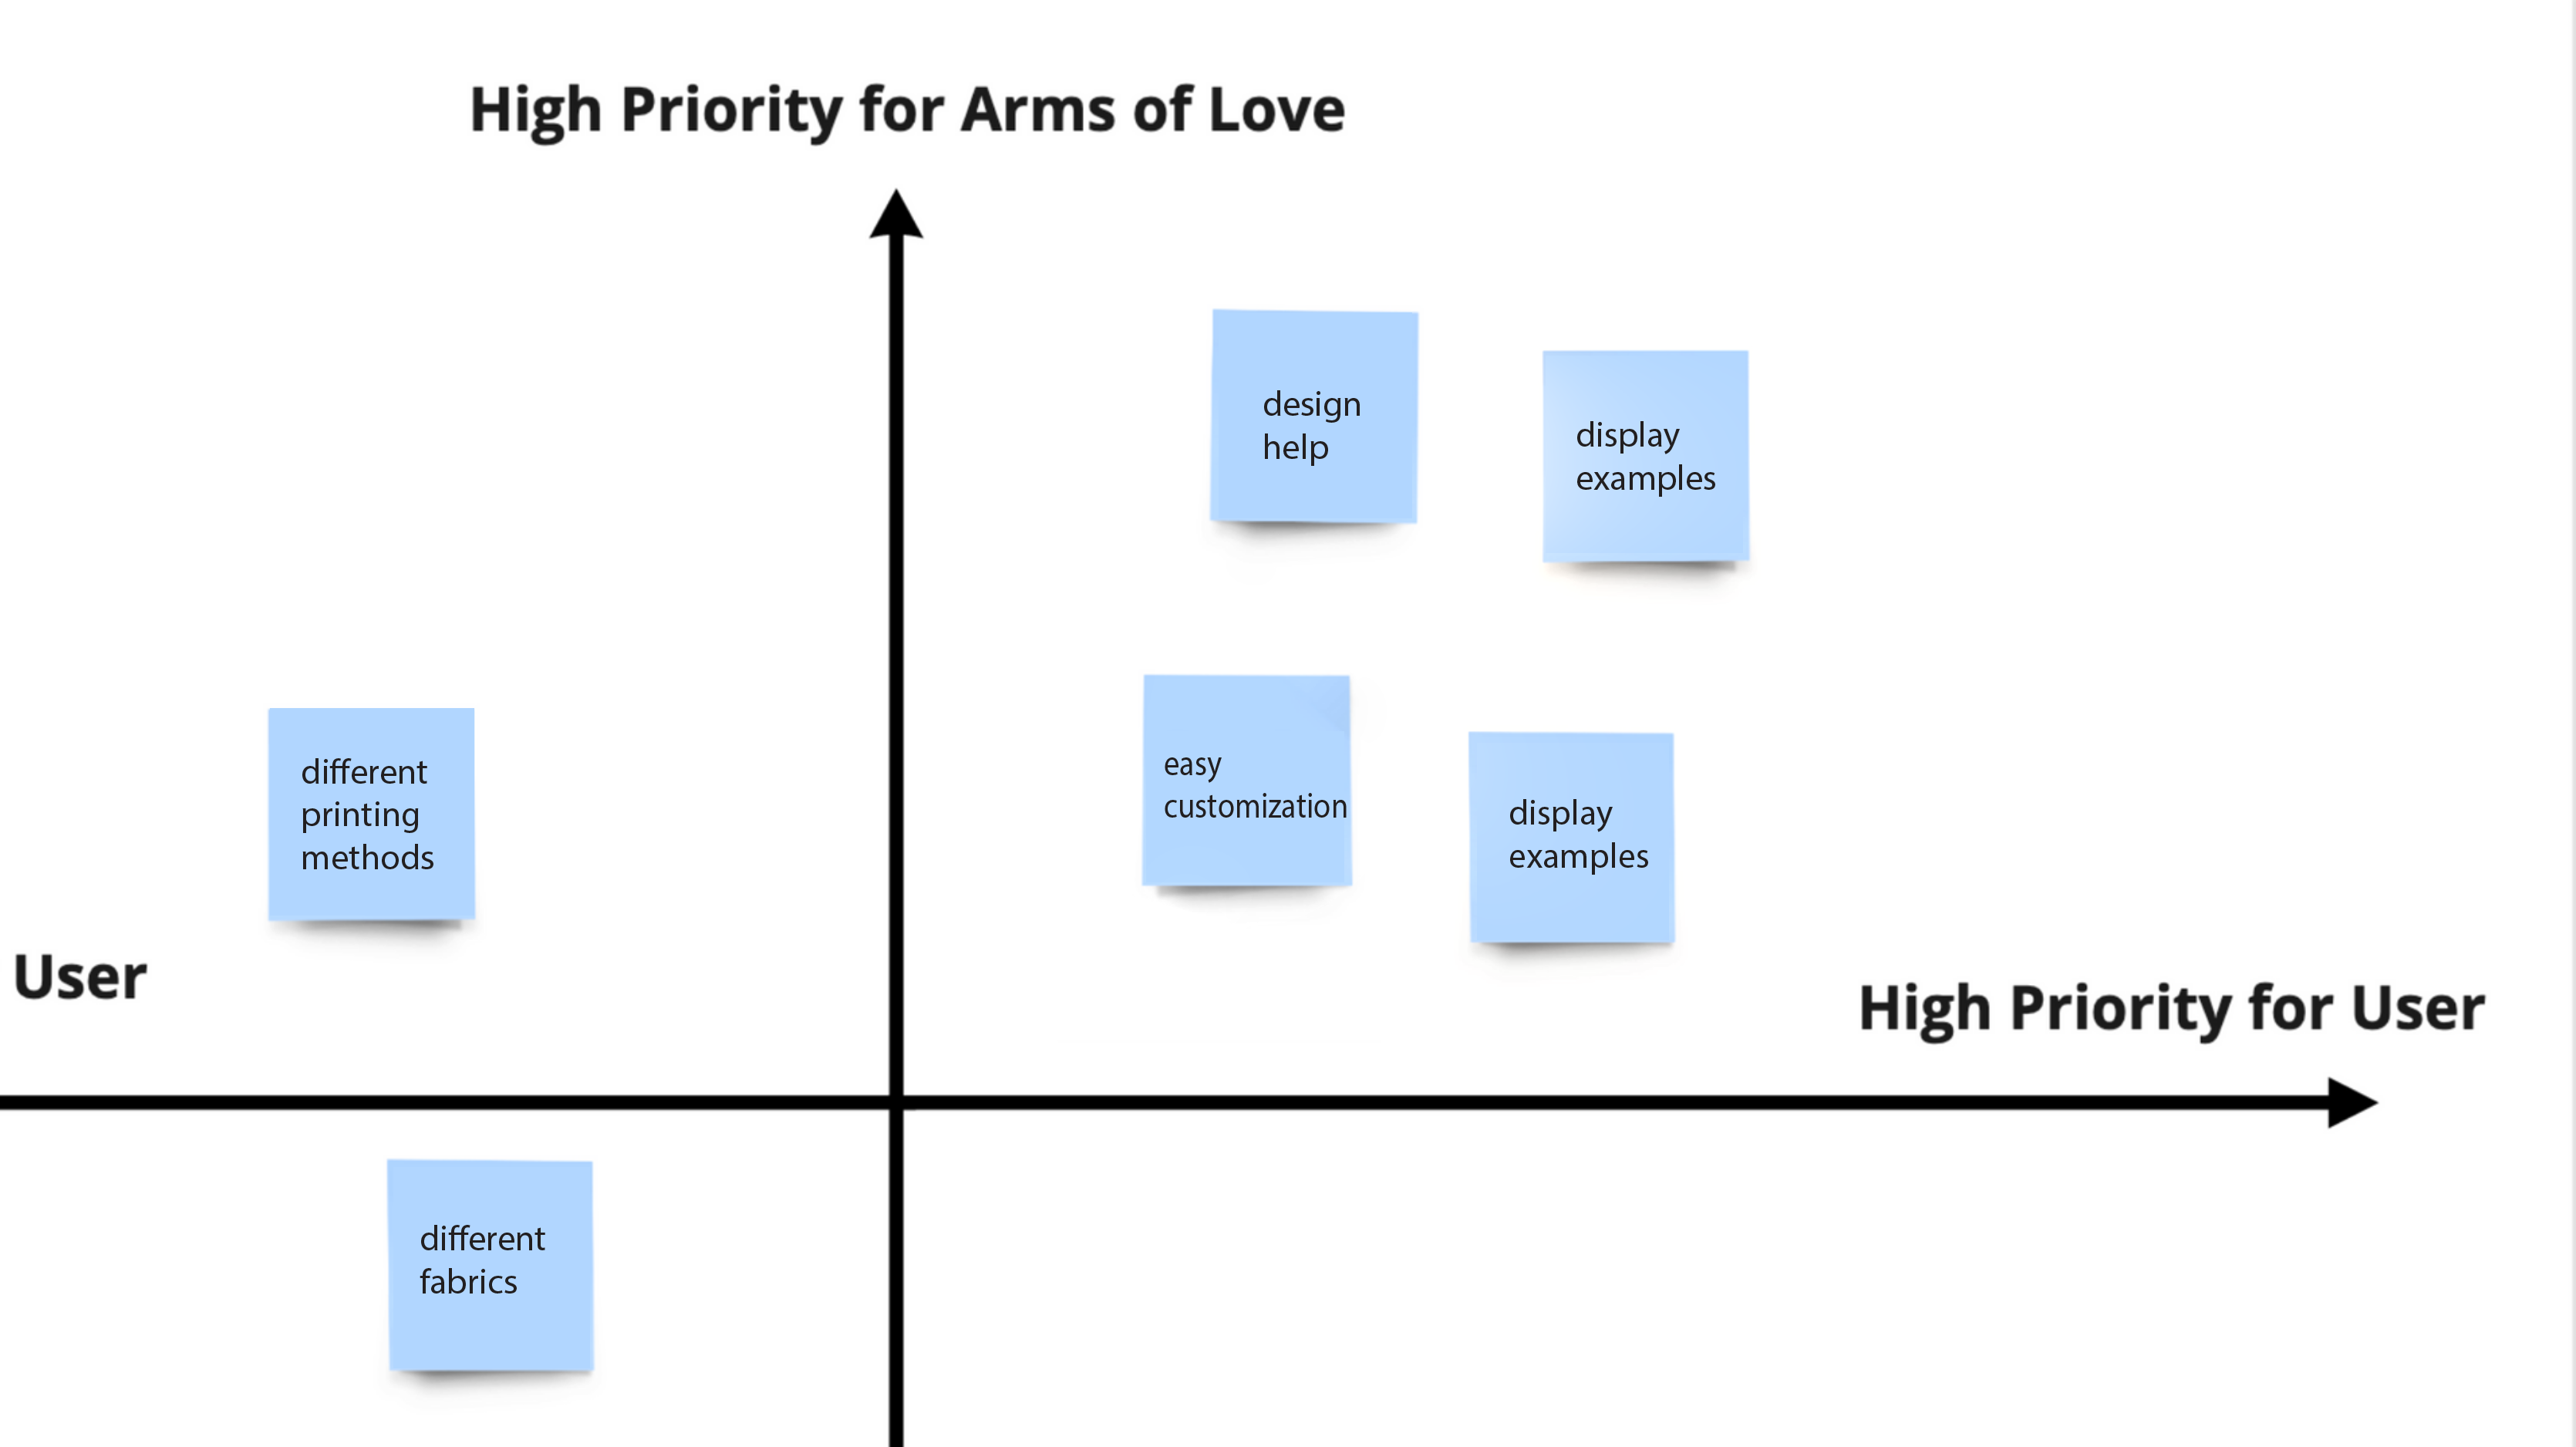 High Priority for Arms of Love
design
help
display
examples
different
printing
methods
easy
customization
display
examples
User
High Priority for User
different
fabrics